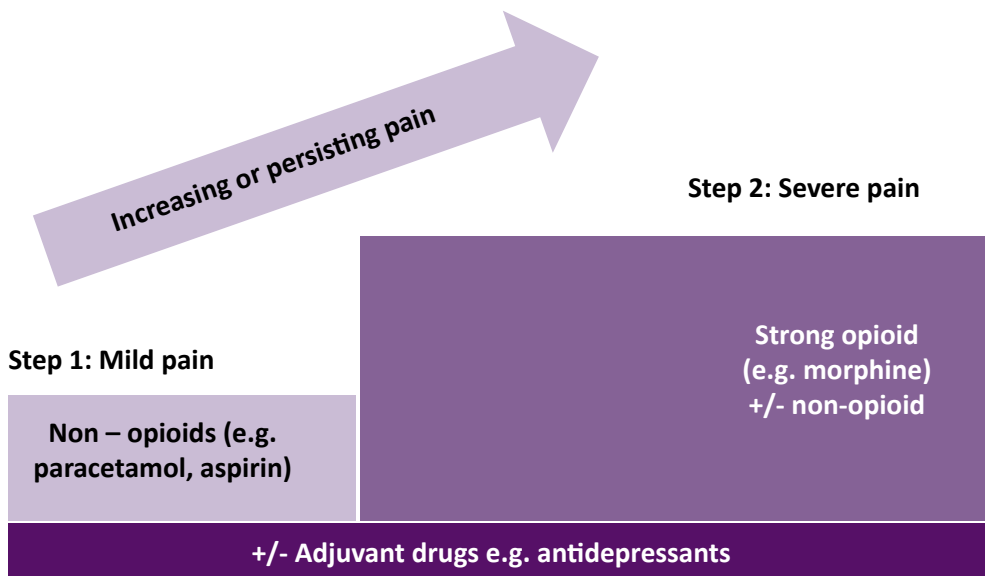 Increasing or persisting pain
Step 2: Severe pain
Strong opioid
(e.g. morphine)
+/- non-opioid
Step 1: Mild pain
Non – opioids (e.g.
paracetamol, aspirin)
+/- Adjuvant drugs e.g. antidepressants